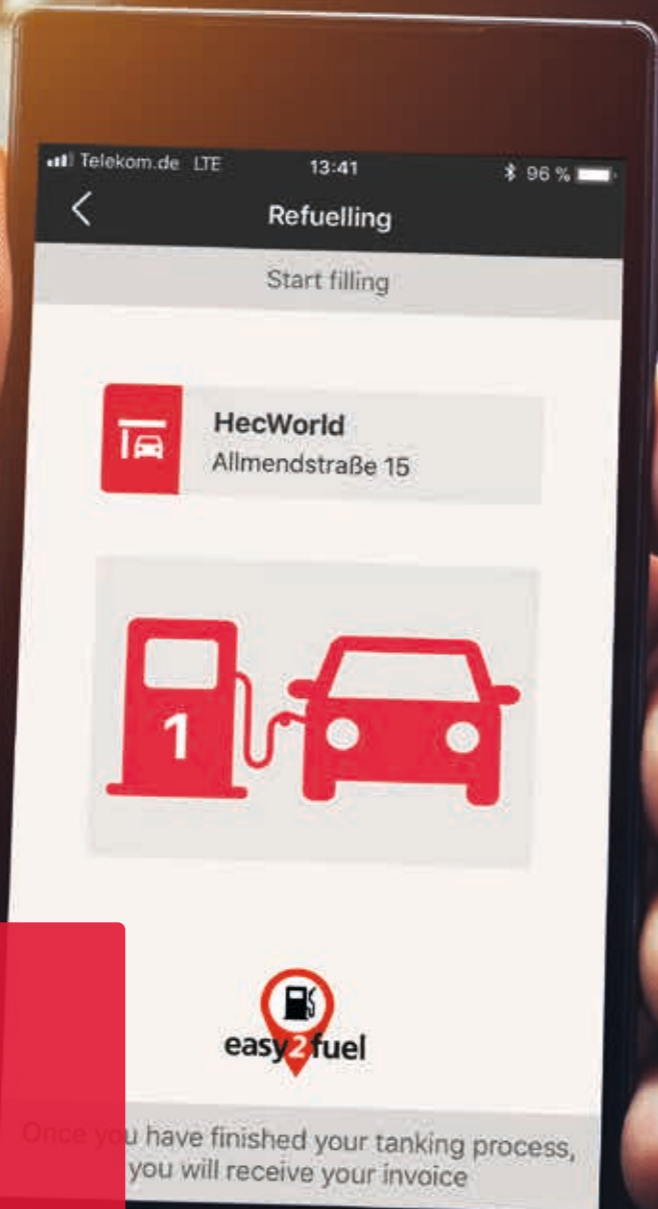 Telekom.de LTE 13:41 96 %
Refuelling
Start filling
HecWorld
Allmendstraße 15
1
easy2fuel
Once you have finished your tanking process,
you will receive your invoice